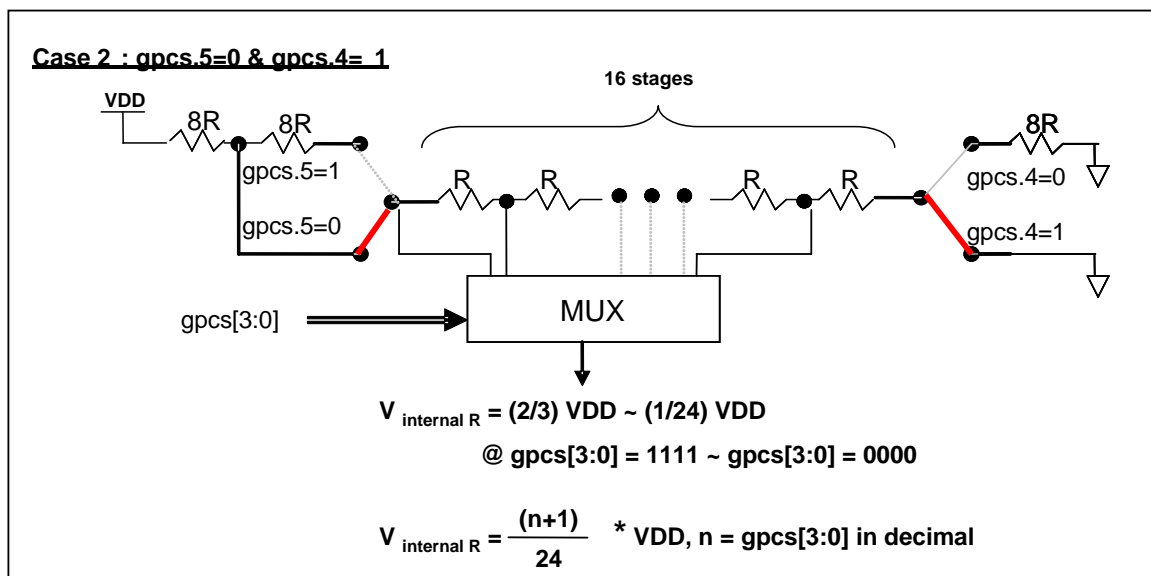 Case 2 : gpcs.5=0 & gpcs.4= 1
16 stages
VDD
8R 8R 8R
gpcs.5=1 R R R R gpcs.4=0
gpcs.5=0 gpcs.4=1
MUX
gpcs[3:0]
V internal R = (2/3) VDD ~ (1/24) VDD
@ gpcs[3:0] = 1111 ~ gpcs[3:0] = 0000
V internal R = (n+1) / 24 * VDD, n = gpcs[3:0] in decimal